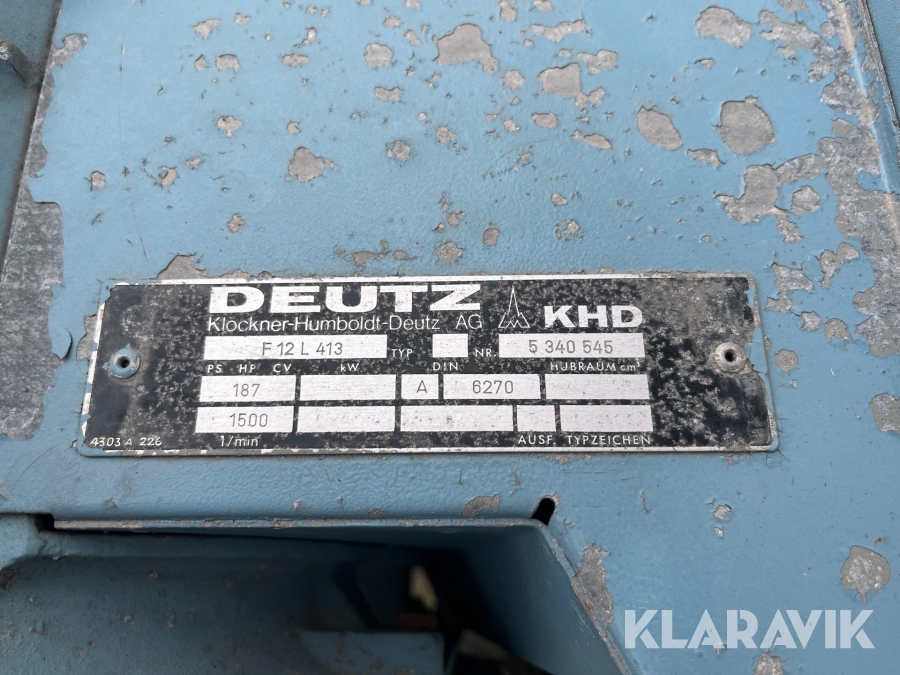 DEUTZ KHD
Klöckner-Humboldt-Deutz AG
F 12 L 413 TYP NR. 5 340 545
PS HP CV kW DIN HUBRAUM cm³
187 A 6270
1500
4303 A 226 1/min AUSF. TYPZEICHEN
KLARAVIK